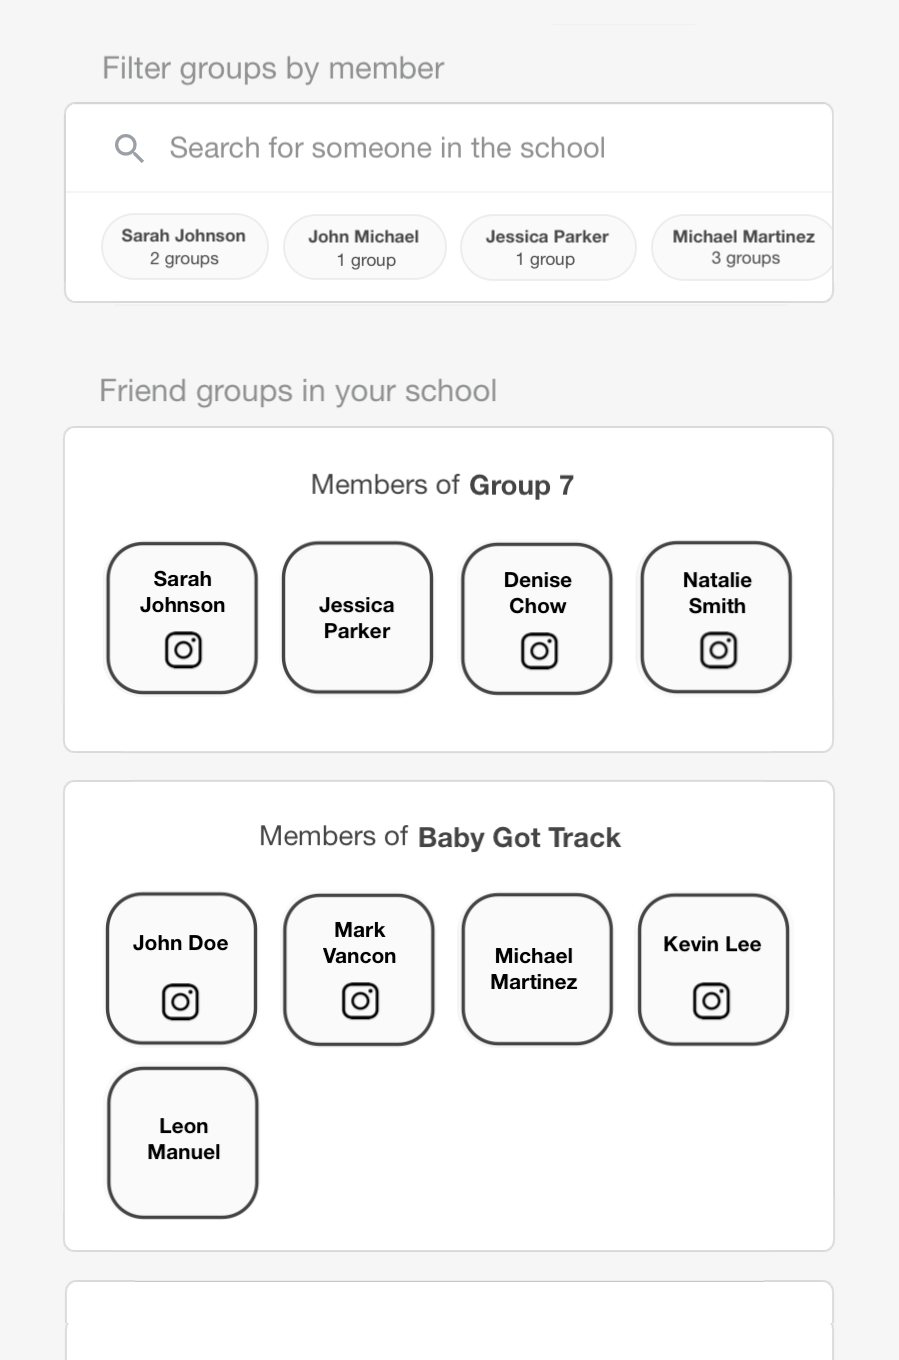 Filter groups by member
Search for someone in the school
Sarah Johnson
2 groups
John Michael
1 group
Jessica Parker
1 group
Michael Martinez
3 groups
Friend groups in your school
Members of Group 7
Sarah
Johnson
Jessica
Parker
Denise
Chow
Natalie
Smith
Members of Baby Got Track
John Doe
Mark
Vancon
Michael
Martinez
Kevin Lee
Leon
Manuel